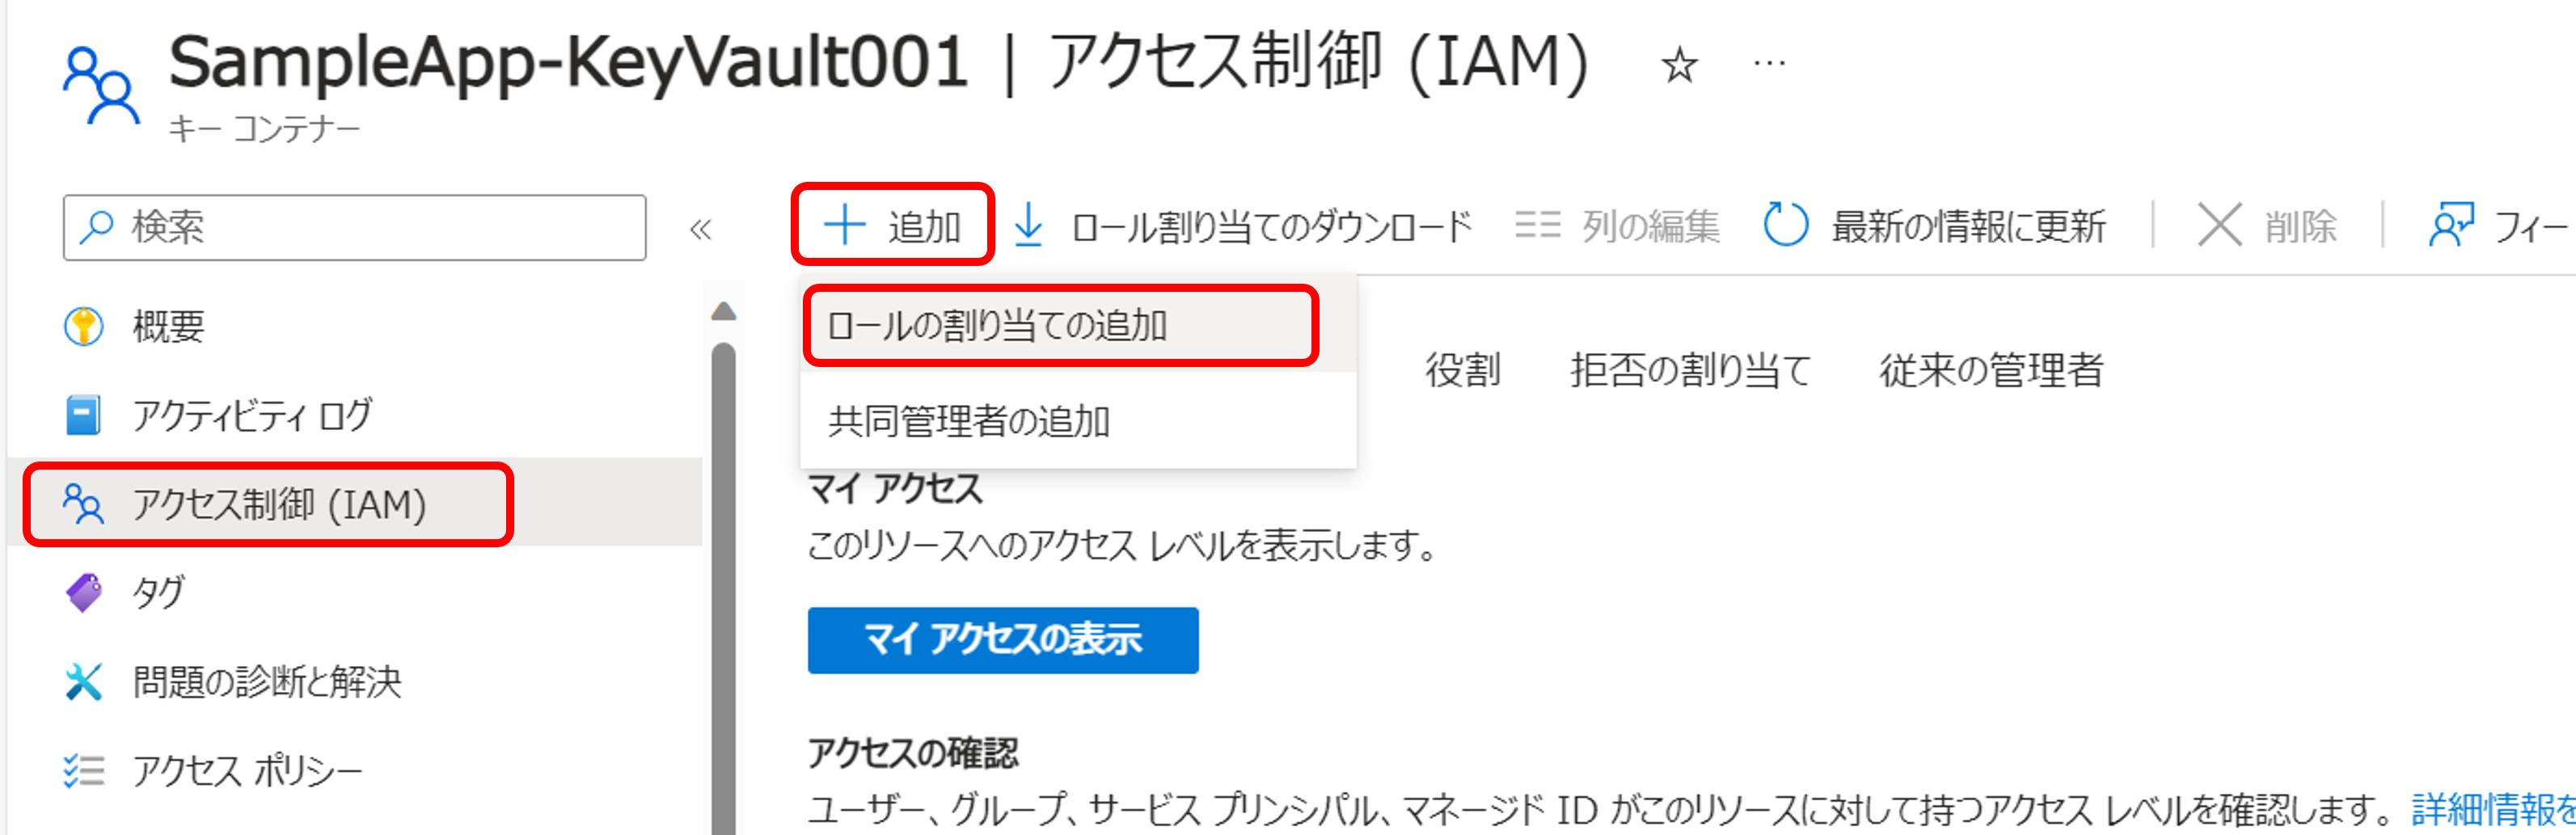 SampleApp-KeyVault001 | アクセス制御 (IAM) ☆ …
キー コンテナー
検索
«
概要
アクティビティ ログ
アクセス制御 (IAM)
タグ
問題の診断と解決
アクセス ポリシー
追加 ロール割り当てのダウンロード 列の編集 最新の情報に更新 削除 フィー
ロールの割り当ての追加
共同管理者の追加
役割 拒否の割り当て 従来の管理者
マイ アクセス
このリソースへのアクセス レベルを表示します。
マイ アクセスの表示
アクセスの確認
ユーザー、グループ、サービス プリンシパル、マネージド ID がこのリソースに対して持つアクセス レベルを確認します。 詳細情報を